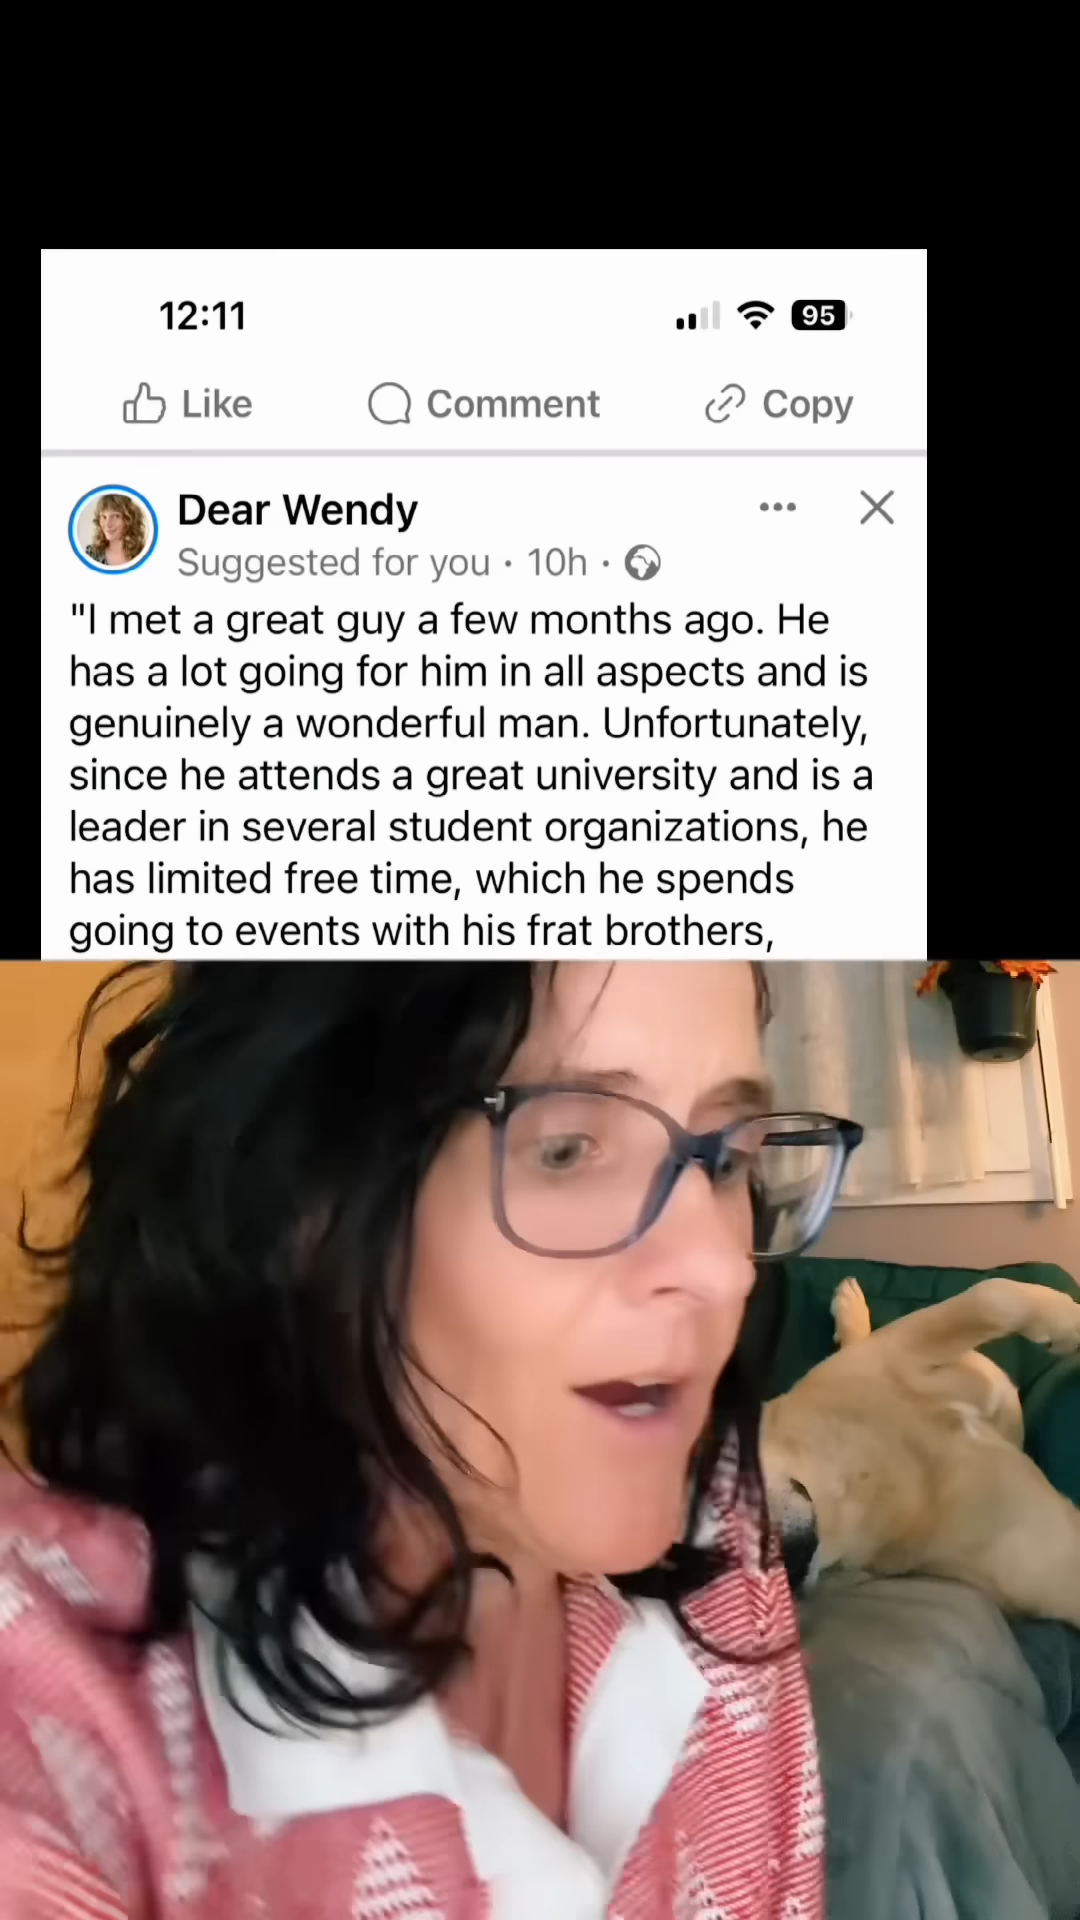 12:11
95
Like
Comment
Copy
Dear Wendy
Suggested for you · 10h ·
"I met a great guy a few months ago. He
has a lot going for him in all aspects and is
genuinely a wonderful man. Unfortunately,
since he attends a great university and is a
leader in several student organizations, he
has limited free time, which he spends
going to events with his frat brothers,